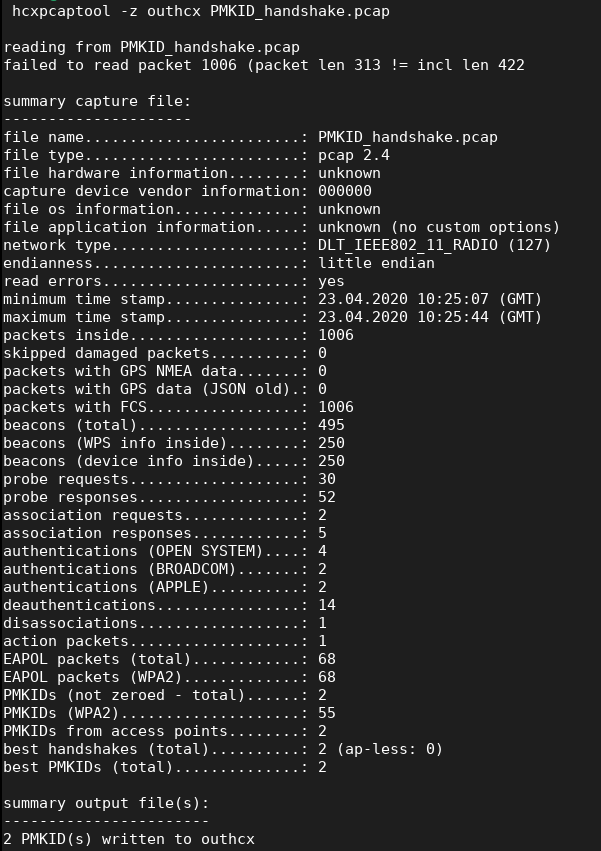 hcxpcaptool -z outhcx PMKID_handshake.pcap
reading from PMKID_handshake.pcap
failed to read packet 1006 (packet len 313 != incl len 422
summary capture file:
---------------------
file name........................: PMKID_handshake.pcap
file type........................: pcap 2.4
file hardware information........: unknown
capture device vendor information: 000000
file os information..............: unknown
file application information.....: unknown (no custom options)
network type.....................: DLT_IEEE802_11_RADIO (127)
endianness.......................: little endian
read errors......................: yes
minimum time stamp...............: 23.04.2020 10:25:07 (GMT)
maximum time stamp...............: 23.04.2020 10:25:44 (GMT)
packets inside...................: 1006
skipped damaged packets..........: 0
packets with GPS NMEA data.......: 0
packets with GPS data (JSON old).: 0
packets with FCS.................: 1006
beacons (total)..................: 495
beacons (WPS info inside)........: 250
beacons (device info inside).....: 250
probe requests...................: 30
probe responses..................: 52
association requests.............: 2
association responses............: 5
authentications (OPEN SYSTEM)....: 4
authentications (BROADCOM).......: 2
authentications (APPLE)..........: 2
deauthentications................: 14
disassociations..................: 1
action packets...................: 1
EAPOL packets (total)............: 68
EAPOL packets (WPA2).............: 68
PMKIDs (not zeroed - total)......: 2
PMKIDs (WPA2)....................: 55
PMKIDs from access points........: 2
best handshakes (total)..........: 2 (ap-less: 0)
best PMKIDs (total)..............: 2
summary output file(s):
-----------------------
2 PMKID(s) written to outhcx